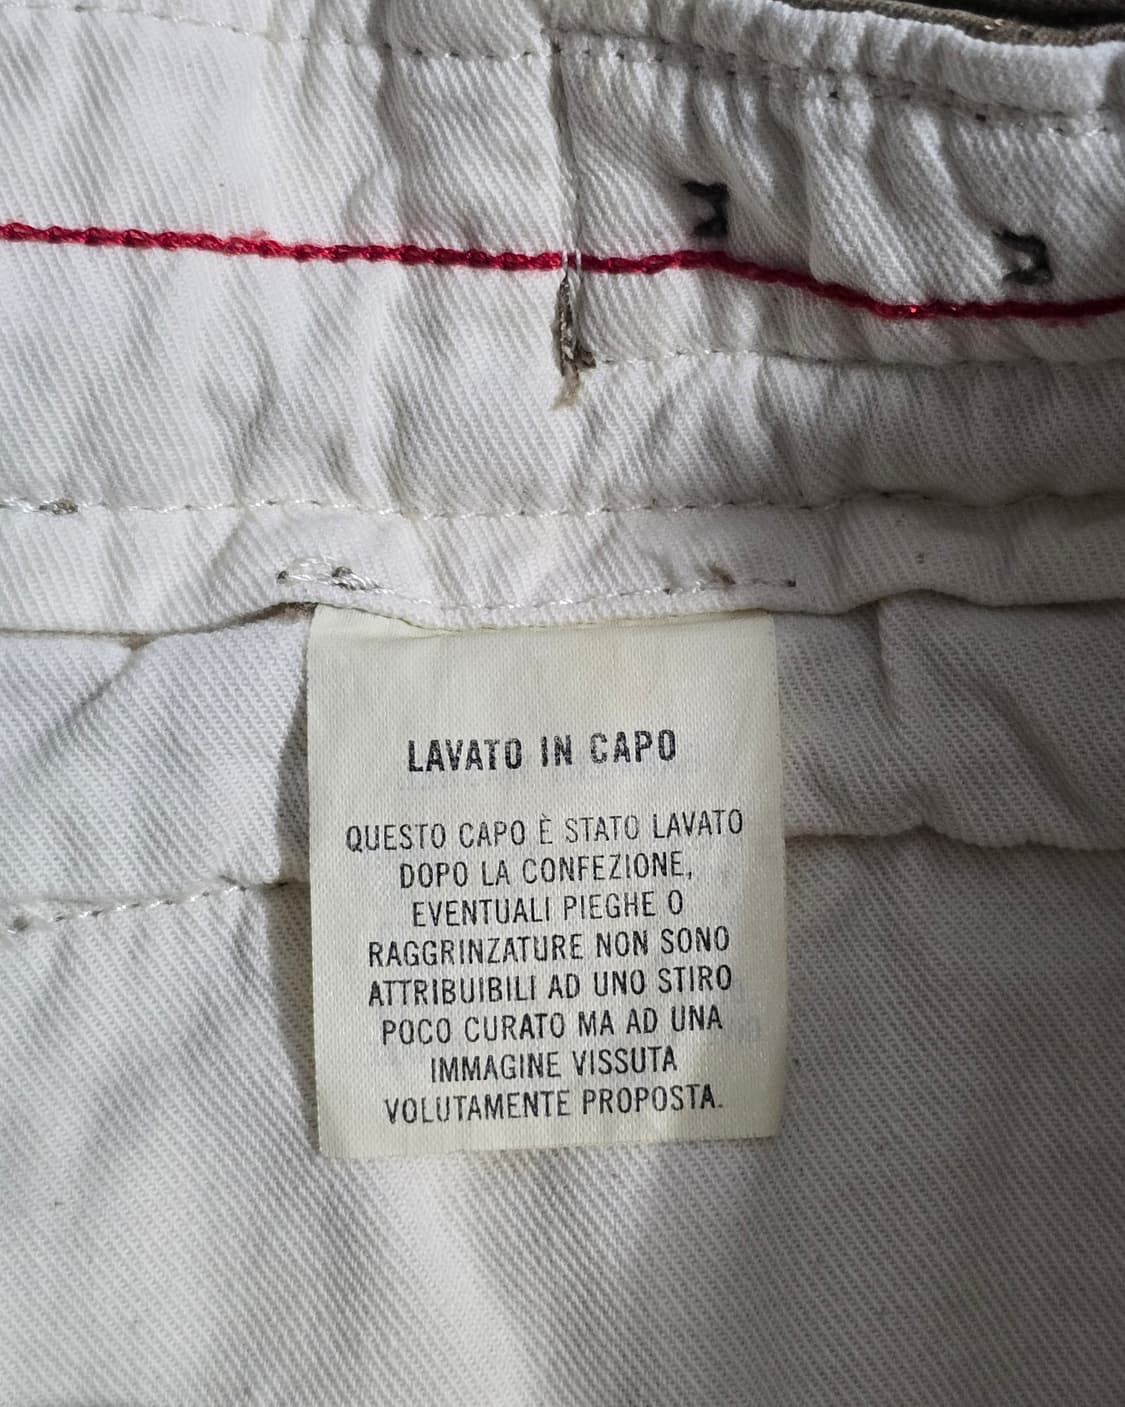 LAVATO IN CAPO
QUESTO CAPO È STATO LAVATO
DOPO LA CONFEZIONE,
EVENTUALI PIEGHE O
RAGGRINZATURE NON SONO
ATTRIBUIBILI AD UNO STIRO
POCO CURATO MA AD UNA
IMMAGINE VISSUTA
VOLUTAMENTE PROPOSTA.